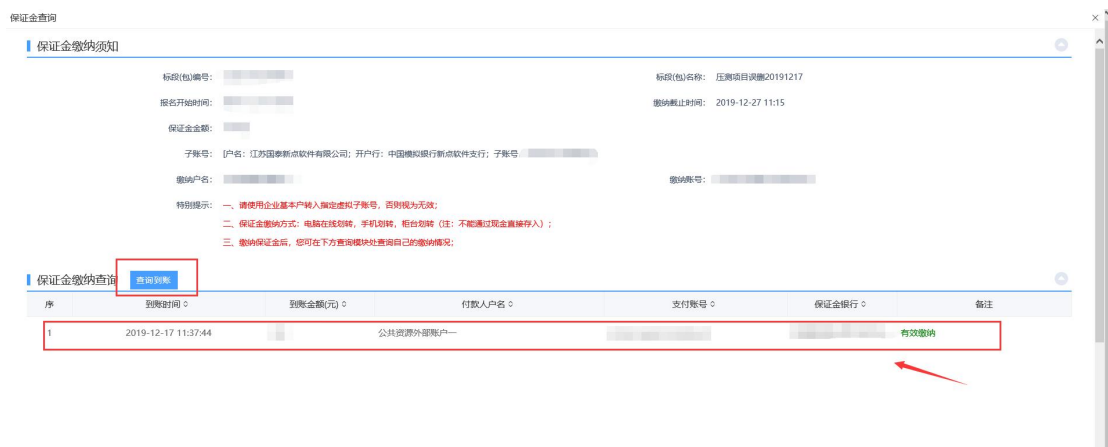 保证金查询
保证金缴纳须知
标段(包)编号： 标段(包)名称： 压测项目误删20191217
报名开始时间： 缴纳截止时间： 2019-12-27 11:15
保证金金额：
子账号： [户名：江苏国泰新点软件有限公司；开户行：中国模拟银行新点软件支行；子账号
缴纳户名： 缴纳账号：
特别提示： 一、请使用企业基本户转入指定虚拟子账号，否则视为无效；
二、保证金缴纳方式：电脑在线划转，手机划转，柜台划转（注：不能通过现金直接存入）；
三、缴纳保证金后，您可在下方查询模块处查询自己的缴纳情况；
保证金缴纳查询 查询到账
序 到账时间 到账金额(元) 付款人户名 支付账号 保证金银行 备注
1 2019-12-17 11:37:44 公共资源外部账户一 有效缴纳